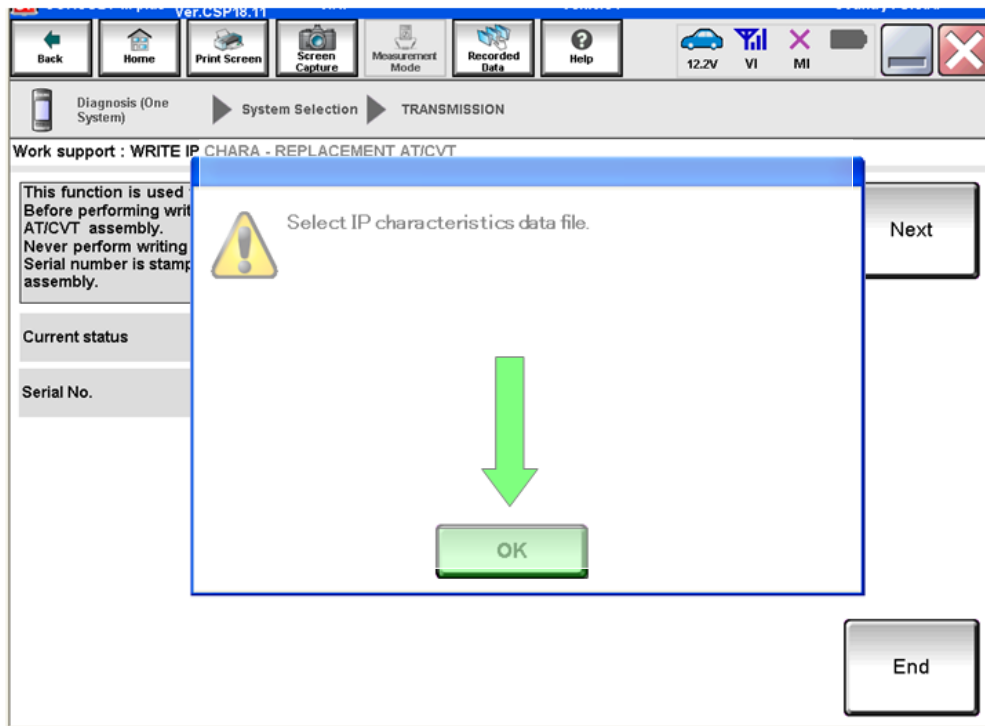 Ver.CSP18.11
Back
Home
Print Screen
Screen
Capture
Measurement
Mode
Recorded
Data
Help
12.2V
VI
MI
Diagnosis (One
System)
System Selection
TRANSMISSION
Work support : WRITE IP CHARA - REPLACEMENT AT/CVT
This function is used
Before performing writ
AT/CVT assembly.
Never perform writing
Serial number is stamp
assembly.
Select IP characteristics data file.
Next
Current status
Serial No.
OK
End